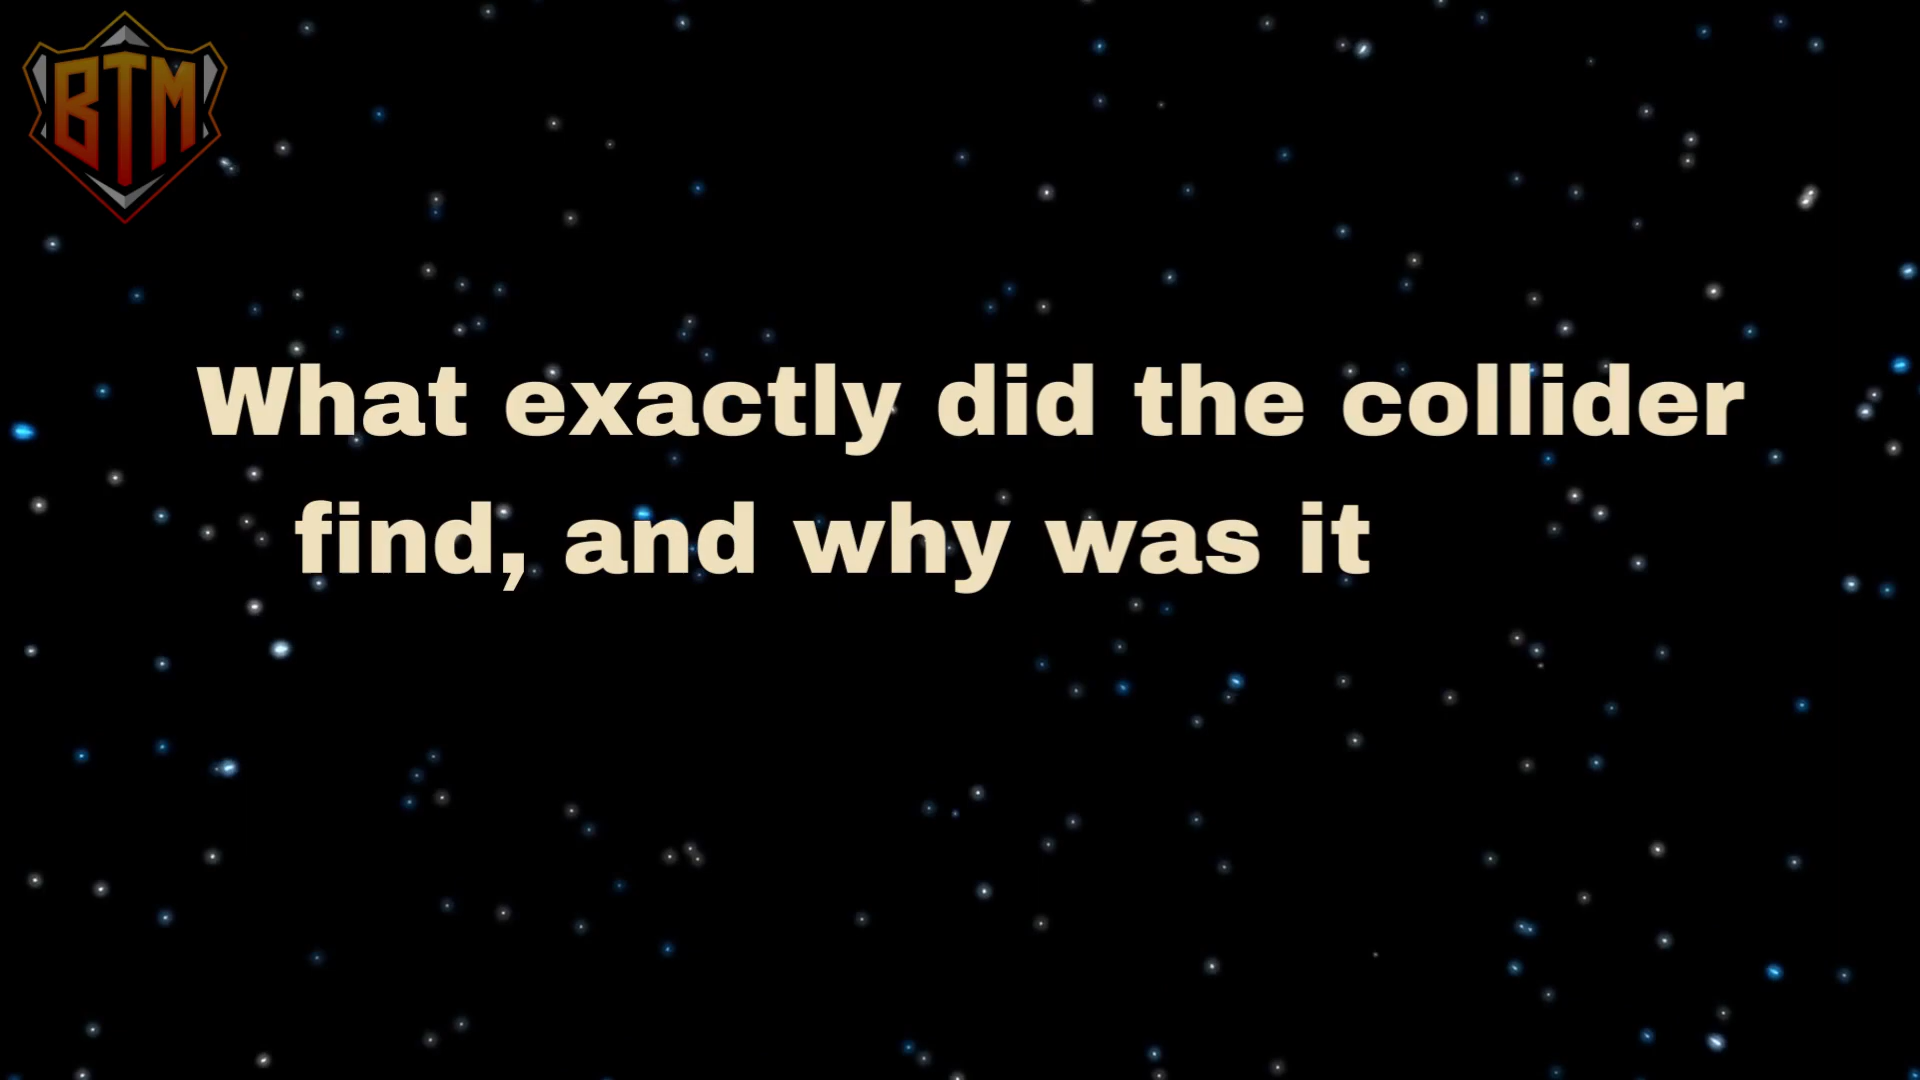 BTM
What exactly did the collider
find, and why was it